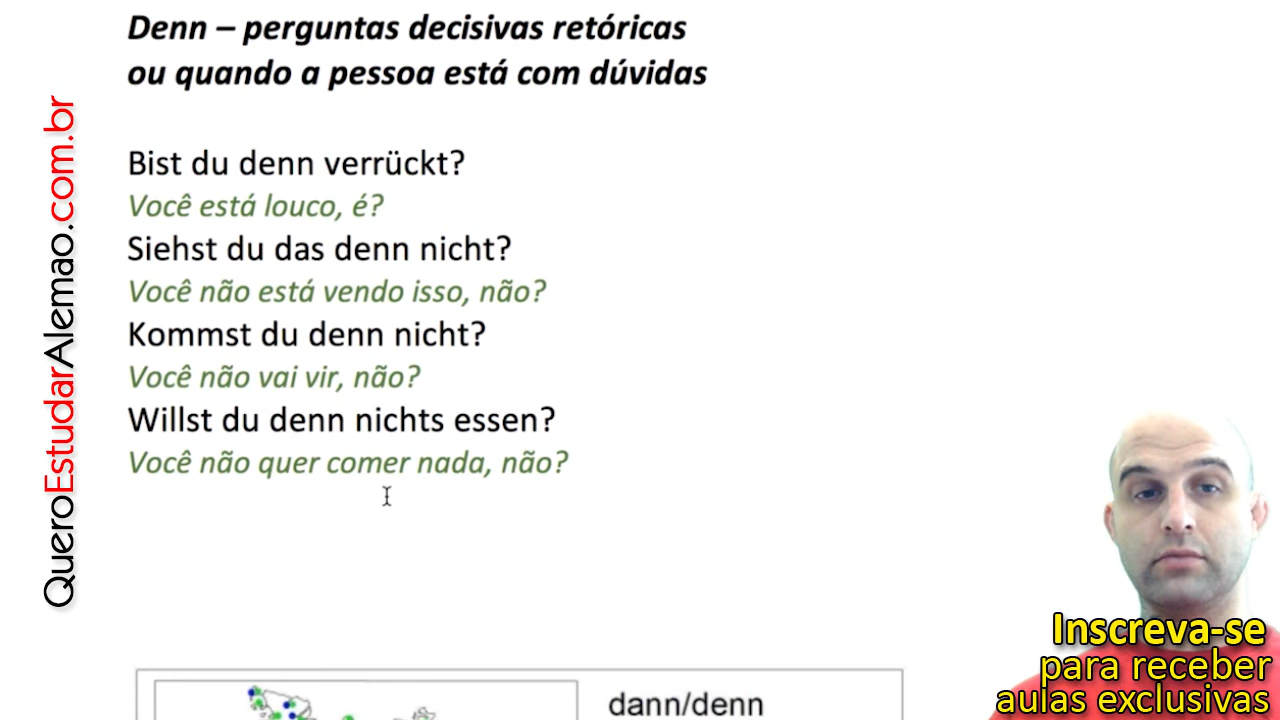 Denn – perguntas decisivas retóricas
ou quando a pessoa está com dúvidas
Bist du denn verrückt?
Você está louco, é?
Siehst du das denn nicht?
Você não está vendo isso, não?
Kommst du denn nicht?
Você não vai vir, não?
Willst du denn nichts essen?
Você não quer comer nada, não?
QueroEstudarAlemao.com.br
dann/denn
Inscreva-se
para receber
aulas exclusivas